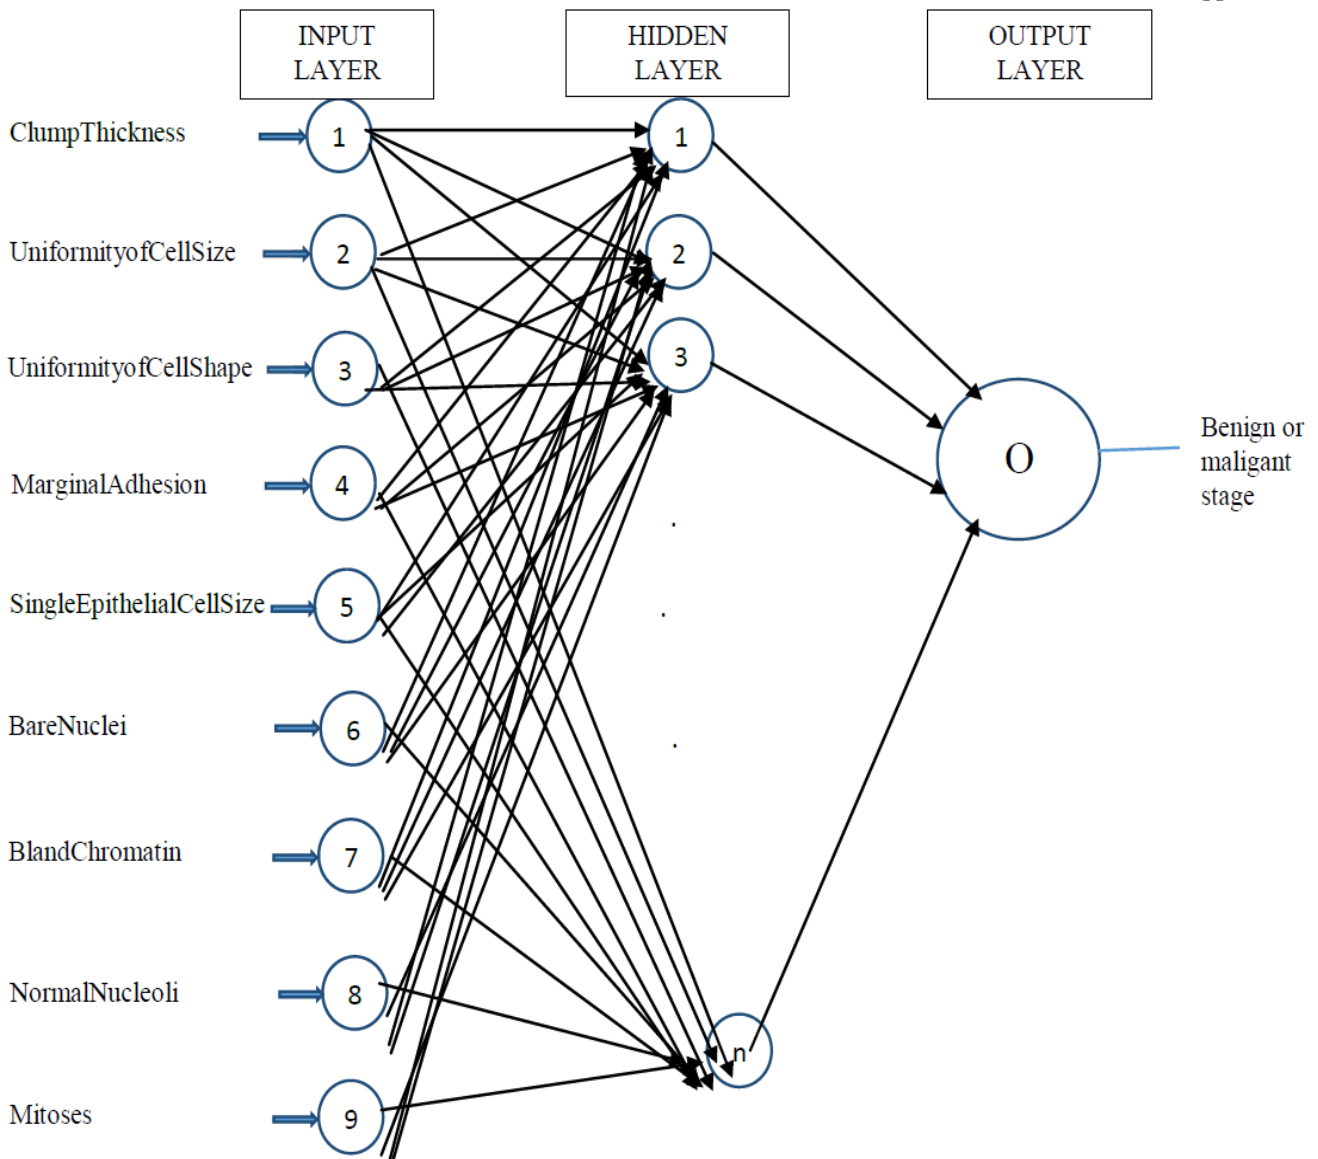 INPUT
LAYER
HIDDEN
LAYER
OUTPUT
LAYER
ClumpThickness
1
1
UniformityofCellSize
2
2
UniformityofCellShape
3
3
Benign or
maligant
stage
O
MarginalAdhesion
4
.
SingleEpithelialCellSize
5
.
BareNuclei
6
.
BlandChromatin
7
NormalNucleoli
8
n
Mitoses
9